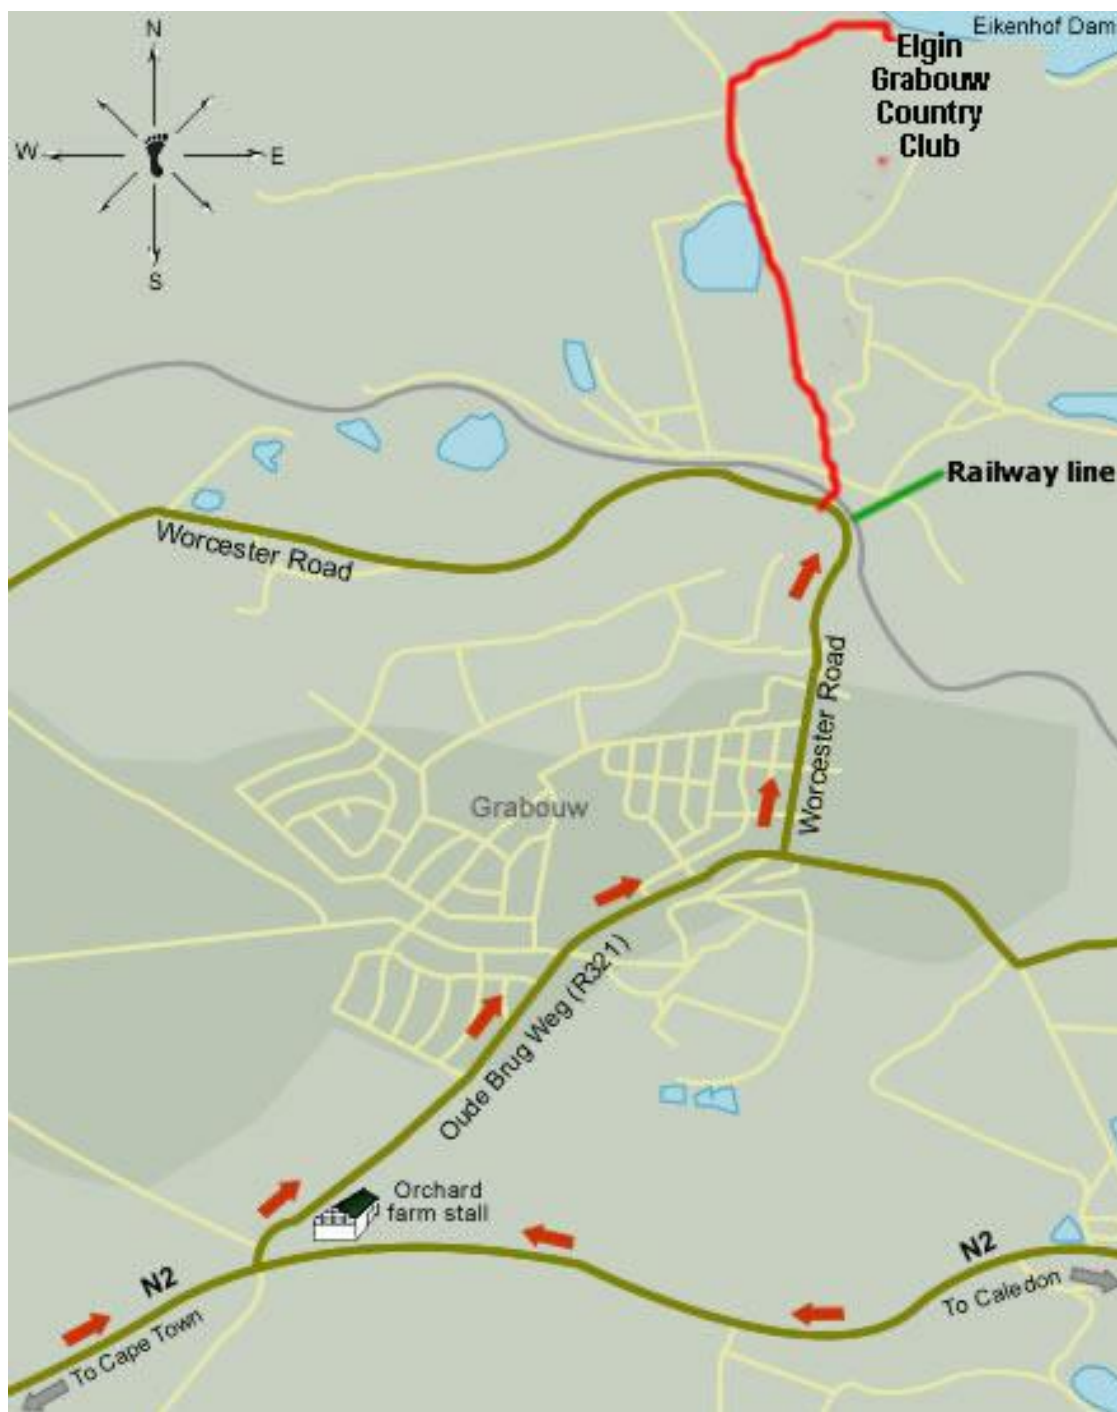 N
W
E
S
Eikenhof Dam
Elgin
Grabouw
Country
Club
Railway line
Worcester Road
Worcester Road
Grabouw
Oude Brug Weg (R321)
Orchard
farm stall
N2
To Cape Town
N2
To Caledon